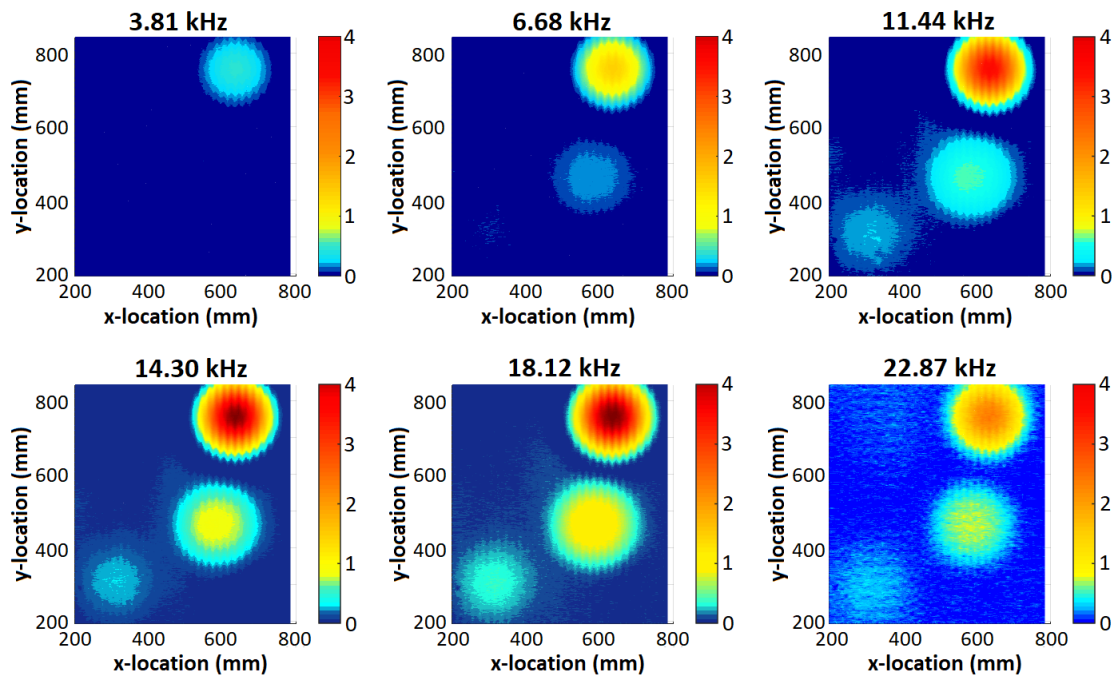 3.81 kHz 6.68 kHz 11.44 kHz
y-location (mm) 800 600 400 200 4 3 2 1 0 y-location (mm) 800 600 400 200 4 3 2 1 0 y-location (mm) 800 600 400 200 4 3 2 1 0
200 400 600 800 200 400 600 800 200 400 600 800
x-location (mm) x-location (mm) x-location (mm)
14.30 kHz 18.12 kHz 22.87 kHz
y-location (mm) 800 600 400 200 4 3 2 1 0 y-location (mm) 800 600 400 200 4 3 2 1 0 y-location (mm) 800 600 400 200 4 3 2 1 0
200 400 600 800 200 400 600 800 200 400 600 800
x-location (mm) x-location (mm) x-location (mm)